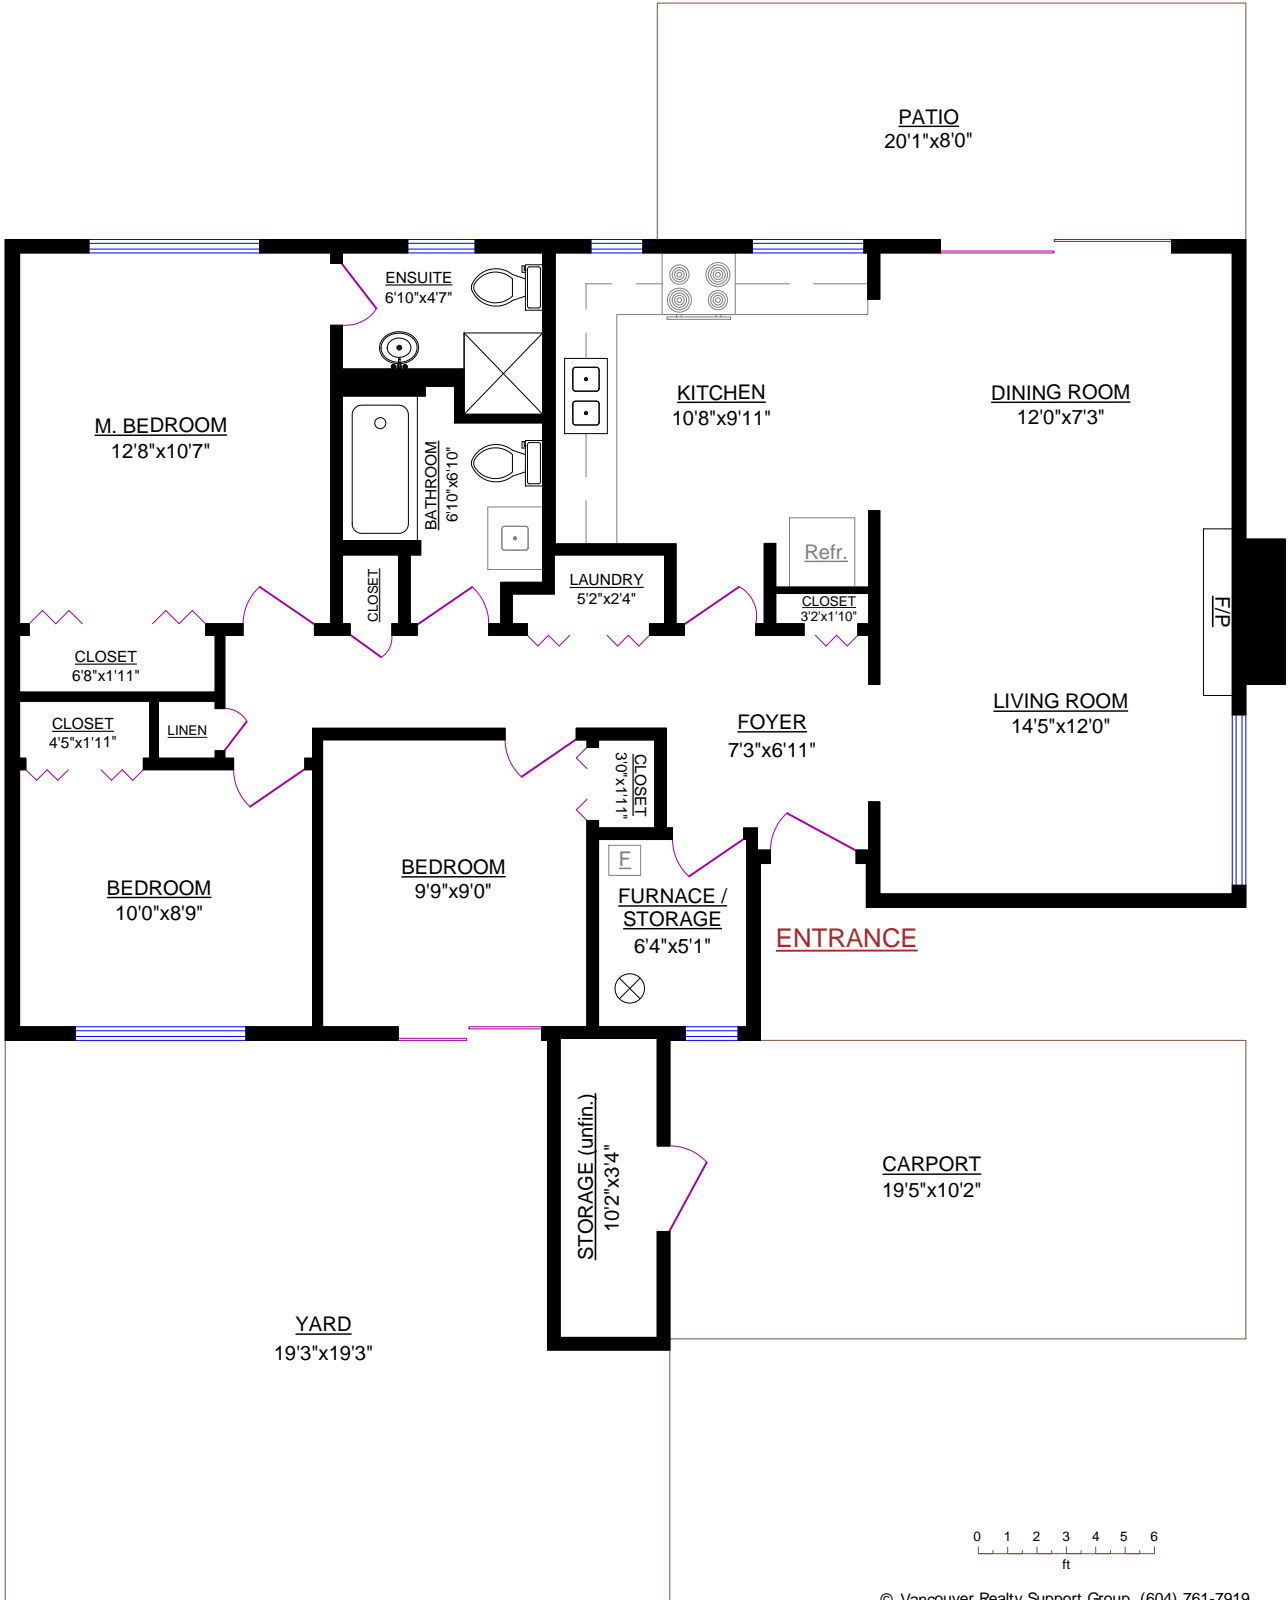 PATIO
20'1"x8'0"
ENSUITE
6'10"x4'7"
KITCHEN
10'8"x9'11"
DINING ROOM
12'0"x7'3"
M. BEDROOM
12'8"x10'7"
BATHROOM
6'10"x6'10"
Refr.
LAUNDRY
5'2"x2'4"
CLOSET
CLOSET
3'2"x1'10"
F/P
CLOSET
6'8"x1'11"
CLOSET
4'5"x1'11"
LINEN
FOYER
7'3"x6'11"
LIVING ROOM
14'5"x12'0"
CLOSET
3'0"x1'11"
BEDROOM
10'0"x8'9"
BEDROOM
9'9"x9'0"
F
FURNACE /
STORAGE
6'4"x5'1"
ENTRANCE
STORAGE (unfin.)
10'2"x3'4"
CARPORT
19'5"x10'2"
YARD
19'3"x19'3"
0 1 2 3 4 5 6
ft
© Vancouver Realty Support Group (604) 761-7919